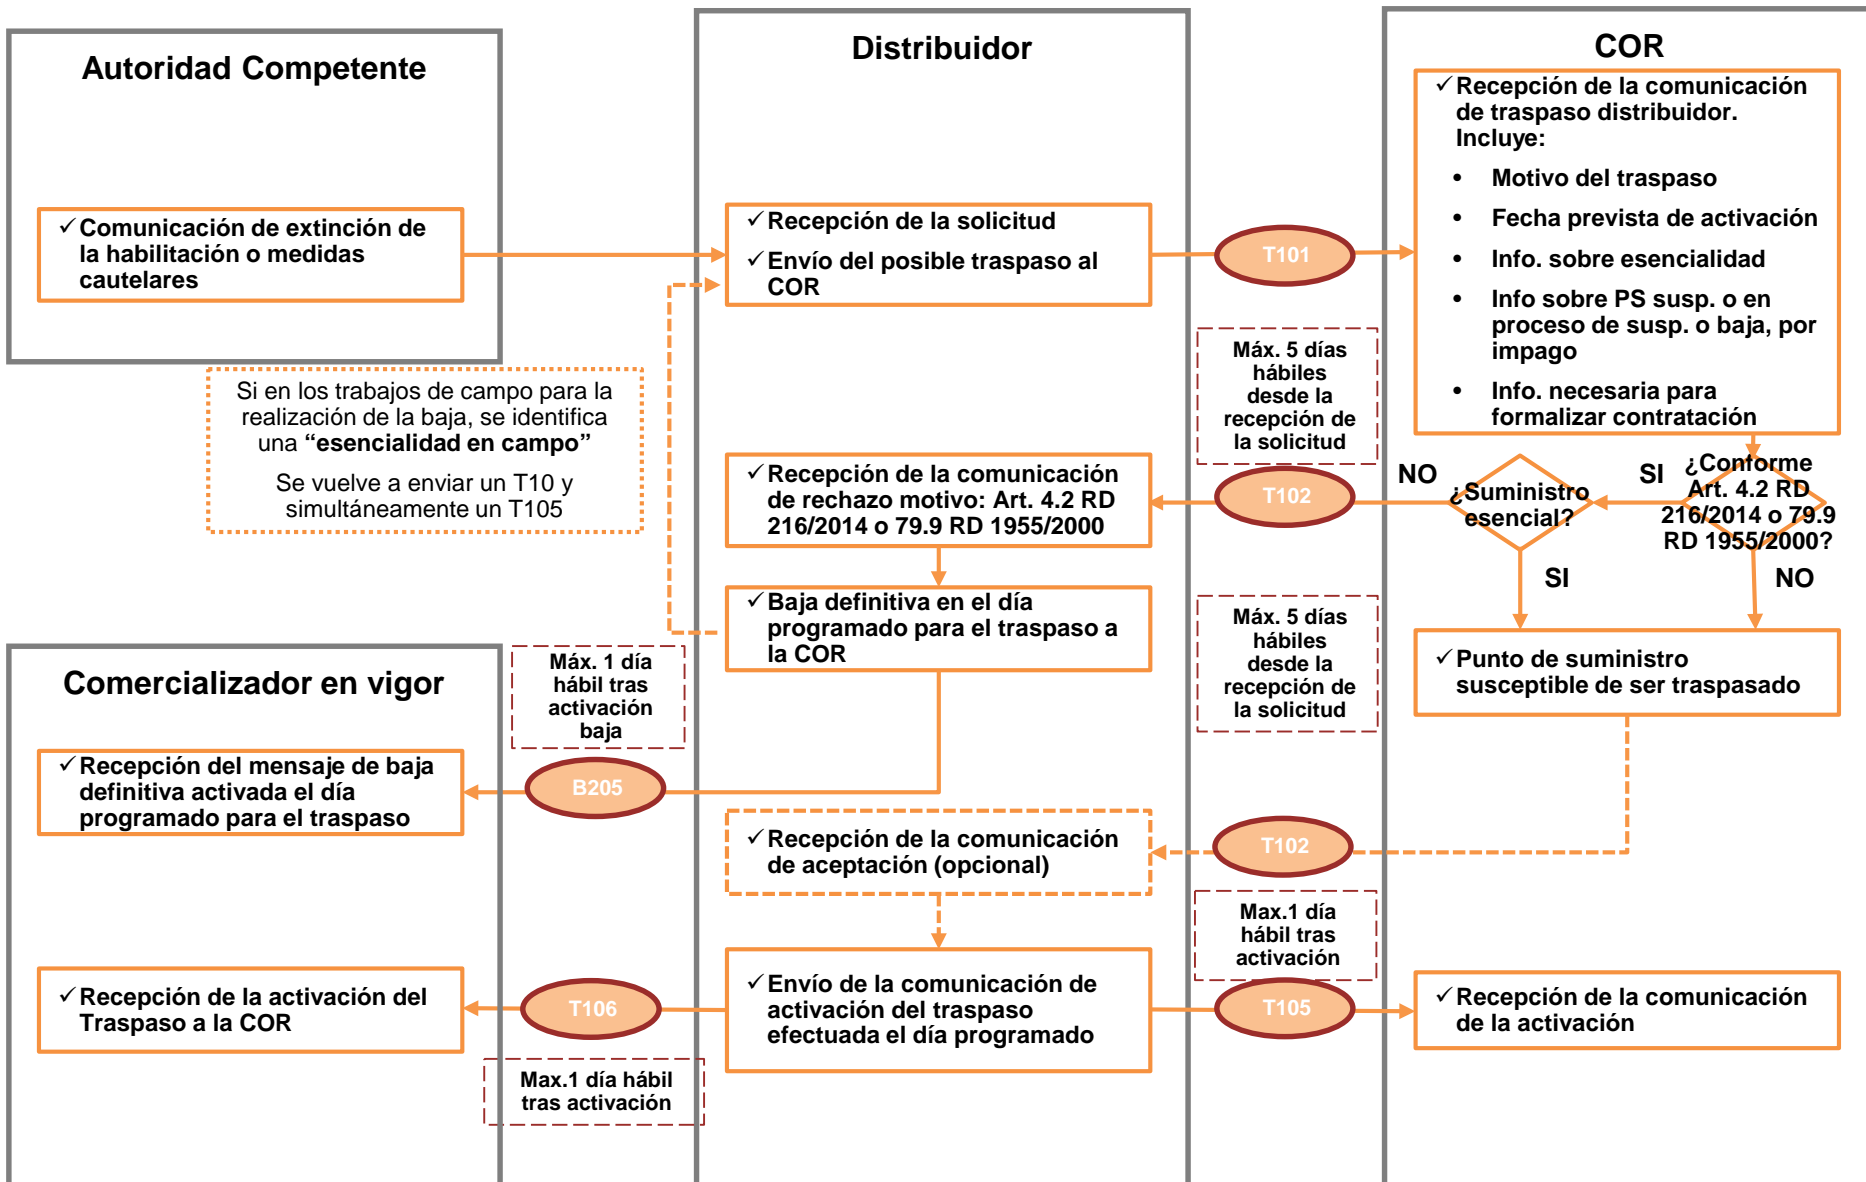 Autoridad Competente
✓ Comunicación de extinción de
la habilitación o medidas
cautelares
Distribuidor
✓ Recepción de la solicitud
✓ Envío del posible traspaso al
COR
T101
COR
✓ Recepción de la comunicación
de traspaso distribuidor.
Incluye:
• Motivo del traspaso
• Fecha prevista de activación
• Info. sobre esencialidad
• Info sobre PS susp. o en
proceso de susp. o baja, por
impago
• Info. necesaria para
formalizar contratación
Si en los trabajos de campo para la
realización de la baja, se identifica
una “esencialidad en campo”
Se vuelve a enviar un T10 y
simultáneamente un T105
Máx. 5 días
hábiles
desde la
recepción de
la solicitud
✓ Recepción de la comunicación
de rechazo motivo: Art. 4.2 RD
216/2014 o 79.9 RD 1955/2000
T102
NO
¿Suministro
esencial?
SI
¿Conforme
Art. 4.2 RD
216/2014 o 79.9
RD 1955/2000?
SI
NO
✓ Baja definitiva en el día
programado para el traspaso a
la COR
Máx. 5 días
hábiles
desde la
recepción de
la solicitud
✓ Punto de suministro
susceptible de ser traspasado
Comercializador en vigor
Máx. 1 día
hábil tras
activación
baja
✓ Recepción del mensaje de baja
definitiva activada el día
programado para el traspaso
B205
✓ Recepción de la comunicación
de aceptación (opcional)
T102
Max.1 día
hábil tras
activación
✓ Recepción de la activación del
Traspaso a la COR
T106
✓ Envío de la comunicación de
activación del traspaso
efectuada el día programado
T105
✓ Recepción de la comunicación
de la activación
Max.1 día hábil
tras activación